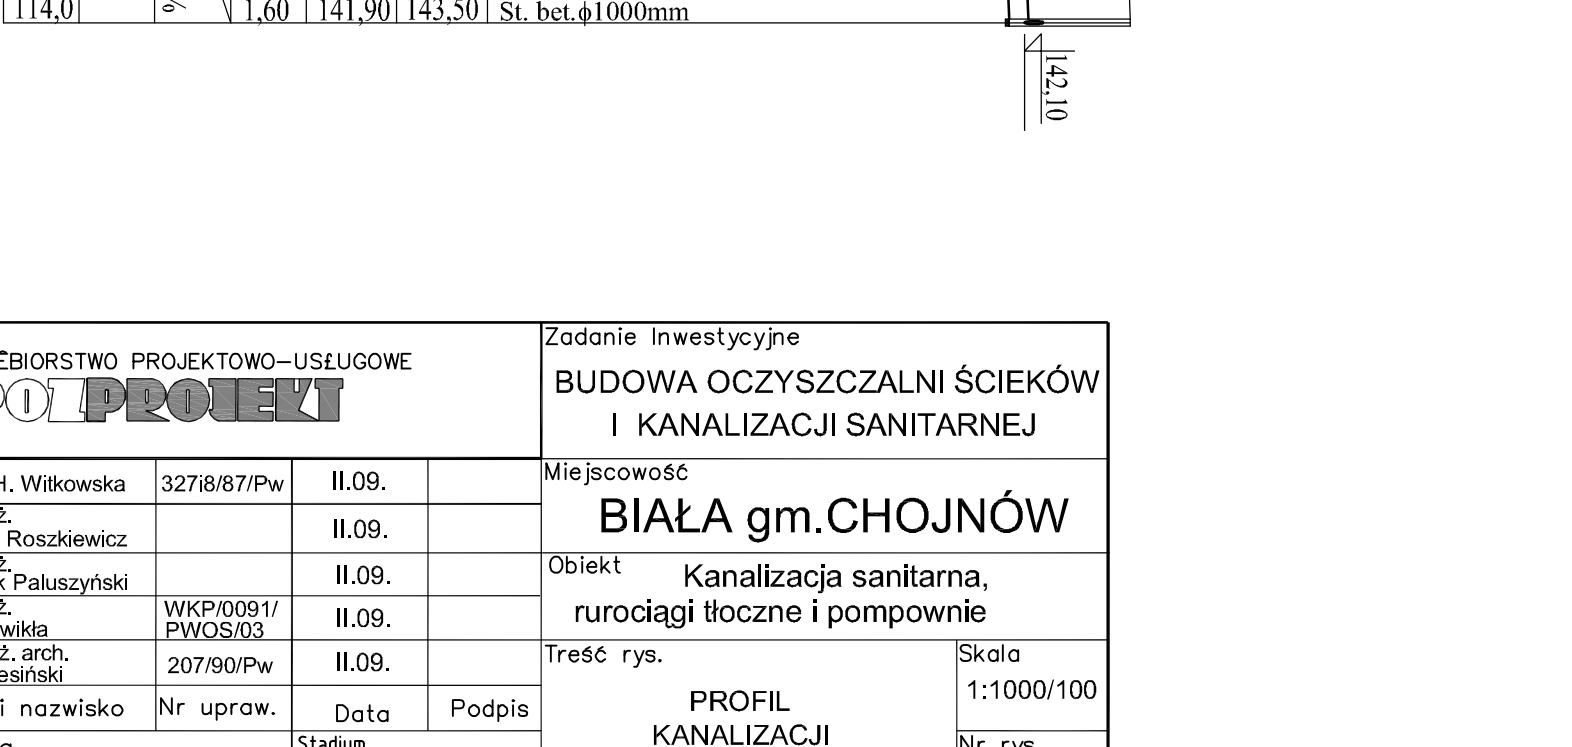 114,0 % 1,60 141,90 143,50 St. bet.ϕ1000mm
142,10
ĘBIORSTWO PROJEKTOWO-USŁUGOWE
POZPROJEKT
Zadanie Inwestycyjne
BUDOWA OCZYSZCZALNI ŚCIEKÓW
I KANALIZACJI SANITARNEJ
H. Witkowska 327i8/87/Pw II.09.
ż.
Roszkiewicz II.09.
ż.
k Paluszyński II.09.
ż.
wikła WKP/0091/
PWOS/03 II.09.
ż. arch.
esiński 207/90/Pw II.09.
i nazwisko Nr upraw. Data Podpis
Stadium
Miejscowość
BIAŁA gm.CHOJNÓW
Obiekt Kanalizacja sanitarna,
rurociągi tłoczne i pompownie
Treść rys.
PROFIL
KANALIZACJI
Skala
1:1000/100
Nr rys.